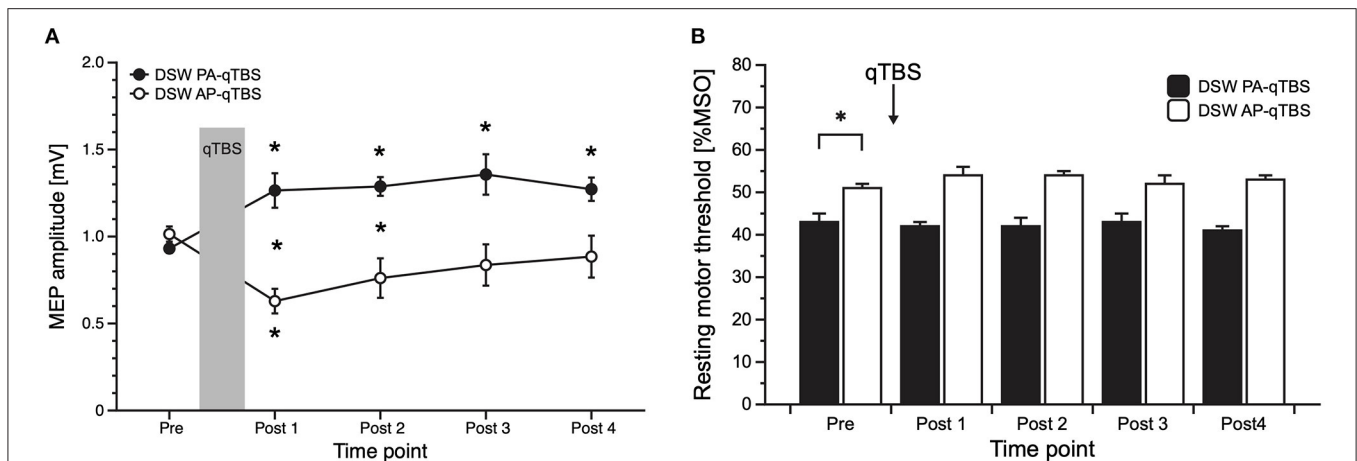 A
2.0
1.5
1.0
0.5
0
MEP amplitude [mV]
DSW PA-qTBS
DSW AP-qTBS
qTBS
*
*
*
*
*
*
*
Pre
Post 1
Post 2
Post 3
Post 4
Time point
B
80
70
60
50
40
30
20
10
0
Resting motor threshold [%MSO]
qTBS
*
DSW PA-qTBS
DSW AP-qTBS
Pre
Post 1
Post 2
Post 3
Post4
Time point